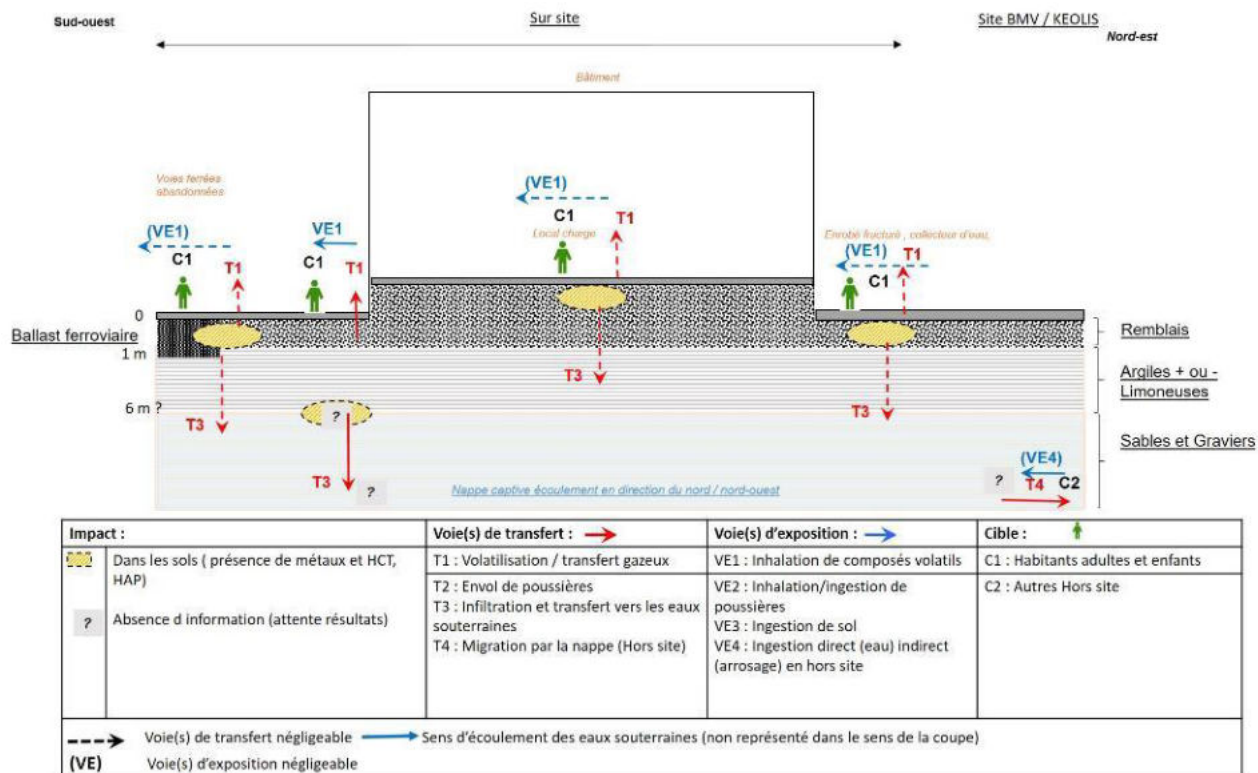 Sud-ouest
Sur site
Site BMV / KEOLIS
Nord-est
Bâtiment
Voies ferrées
abandonnées
(VE1)
C1
T1
VE1
C1
T1
(VE1)
C1
T1
Local charge
Enrobé fracturé , collecteur d'eau,
(VE1)
T1
C1
0
Ballast ferroviaire
1 m
6 m ?
Remblais
Argiles + ou -
Limoneuses
Sables et Graviers
T3
?
T3
?
T3
T3
?
(VE4)
T4
C2
Nappe captive écoulement en direction du nord / nord-ouest
Impact :
Dans les sols ( présence de métaux et HCT,
HAP)
? Absence d information (attente résultats)
Voie(s) de transfert :
T1 : Volatilisation / transfert gazeux
T2 : Envol de poussières
T3 : Infiltration et transfert vers les eaux
souterraines
T4 : Migration par la nappe (Hors site)
Voie(s) d'exposition :
VE1 : Inhalation de composés volatils
VE2 : Inhalation/ingestion de
poussières
VE3 : Ingestion de sol
VE4 : Ingestion direct (eau) indirect
(arrosage) en hors site
Cible :
C1 : Habitants adultes et enfants
C2 : Autres Hors site
Voie(s) de transfert négligeable
Sens d'écoulement des eaux souterraines (non représenté dans le sens de la coupe)
(VE) Voie(s) d'exposition négligeable